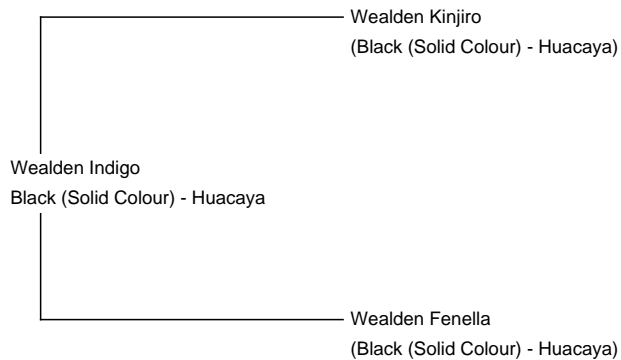 Wealden Kinjiro
(Black (Solid Colour) - Huacaya)
Wealden Indigo
Black (Solid Colour) - Huacaya
Wealden Fenella
(Black (Solid Colour) - Huacaya)